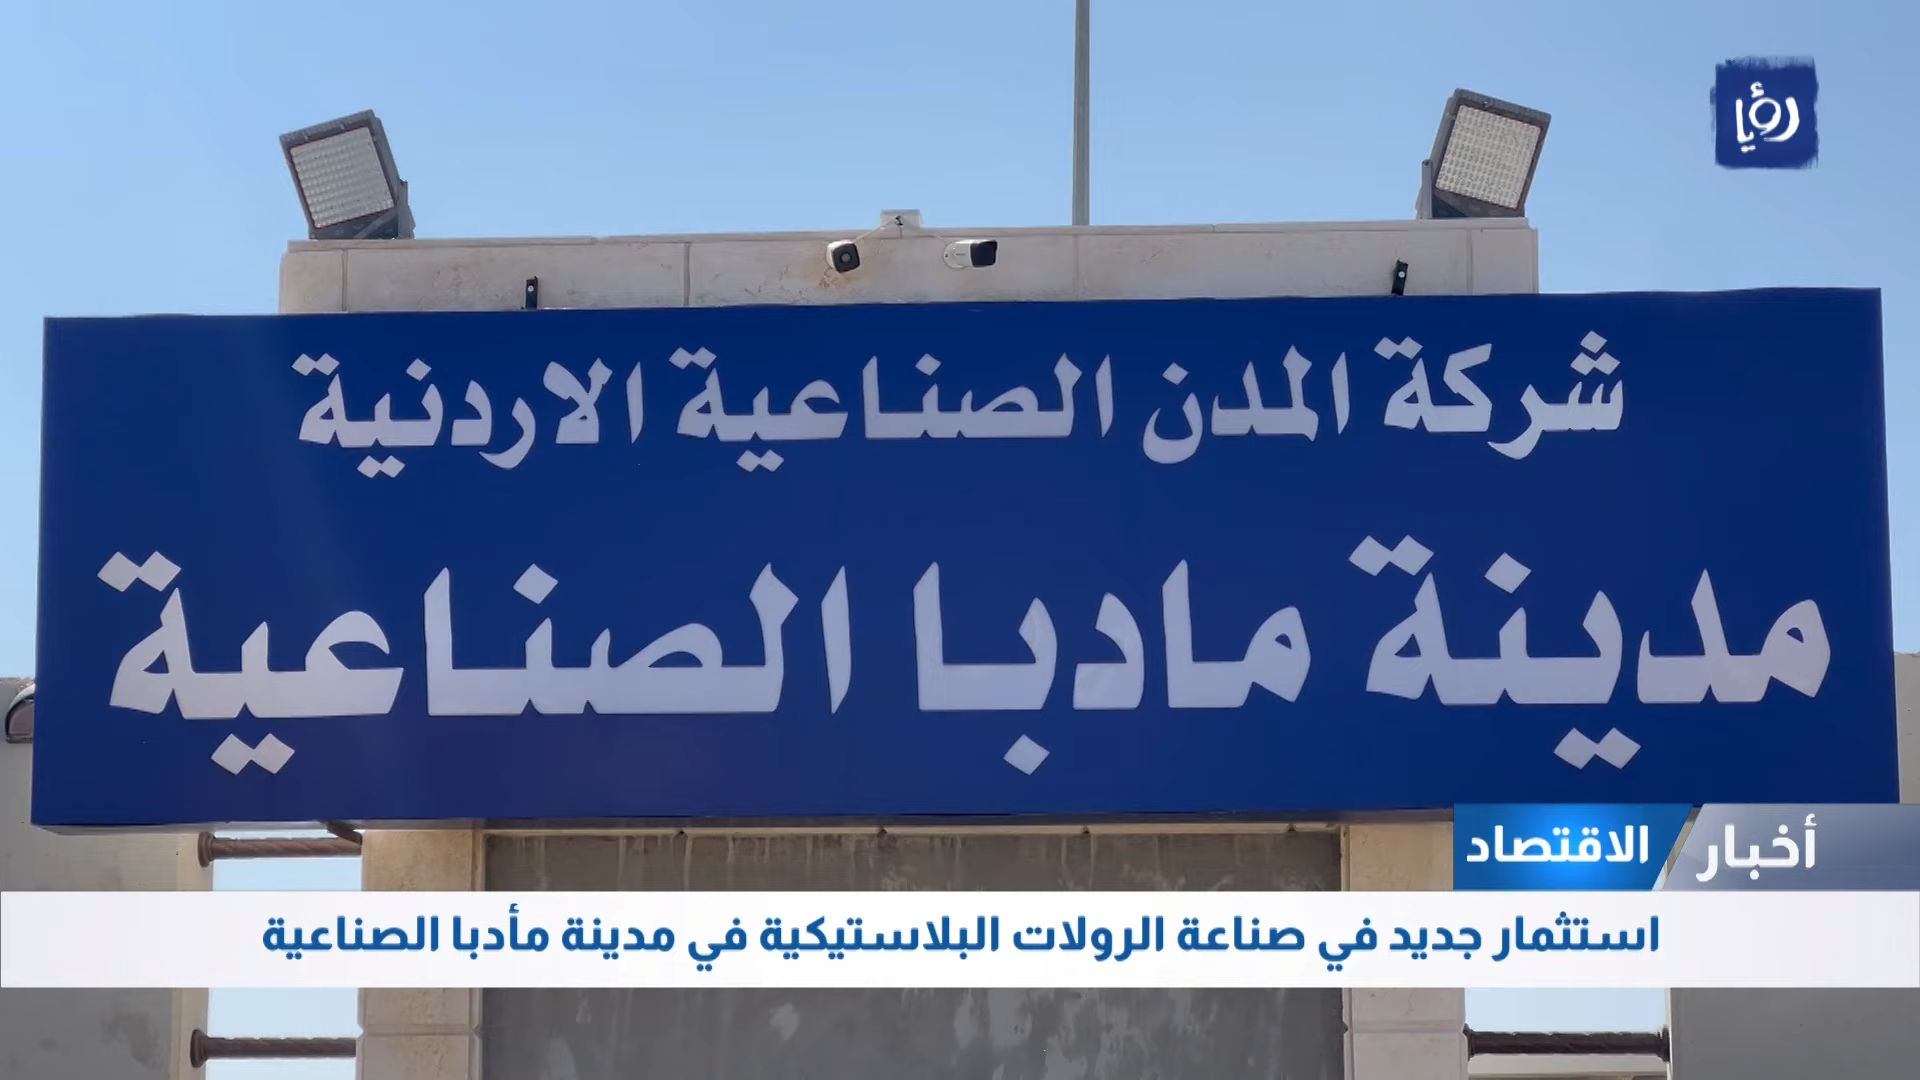 رؤيا
شركة المدن الصناعية الاردنية
مدينة مادبا الصناعية
أخبار الاقتصاد
استثمار جديد في صناعة الرولات البلاستيكية في مدينة مأدبا الصناعية